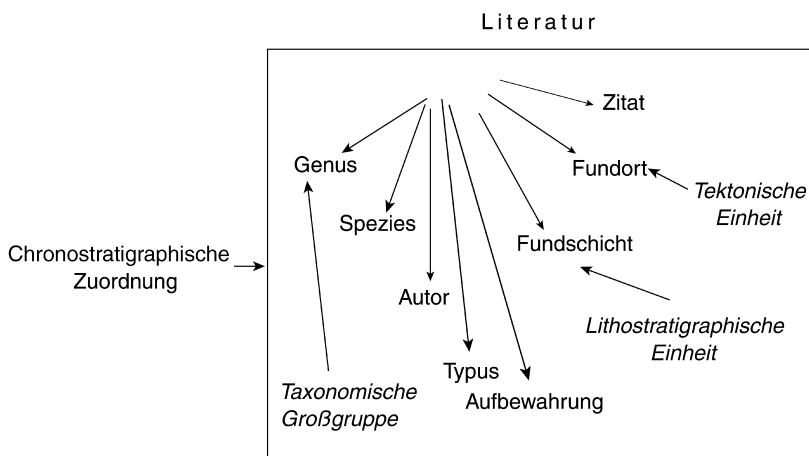 Literatur
Zitat
Genus
Fundort
Tektonische
Einheit
Spezies
Fundschicht
Chronostratigraphische
Zuordnung
Autor
Lithostratigraphische
Einheit
Typus
Taxonomische
Großgruppe
Aufbewahrung